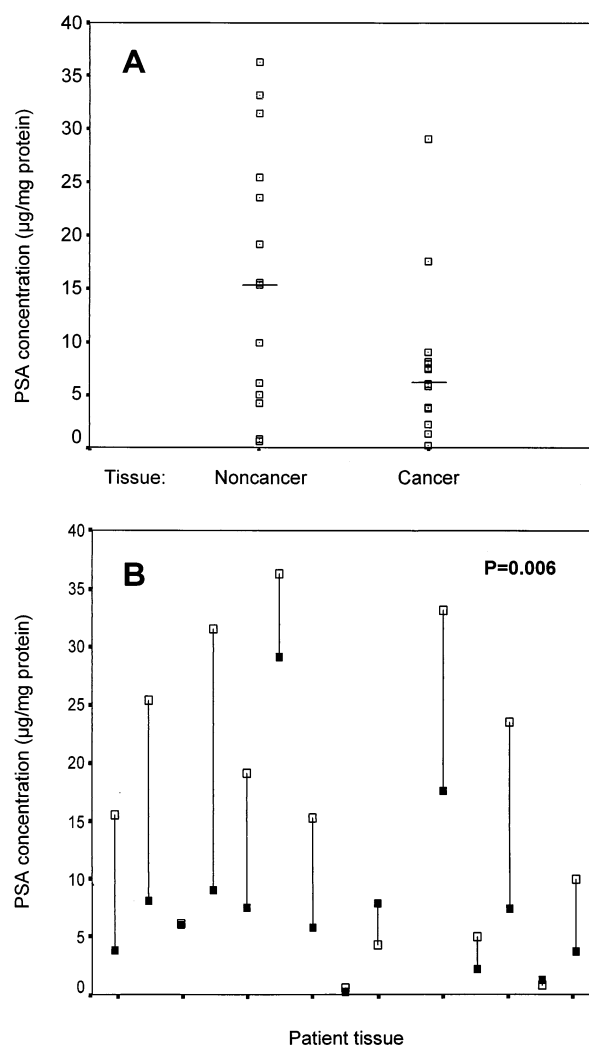 A
PSA concentration (µg/mg protein)
40
35
30
25
20
15
10
5
0
Tissue: Noncancer Cancer
B
P=0.006
PSA concentration (µg/mg protein)
40
35
30
25
20
15
10
5
0
Patient tissue